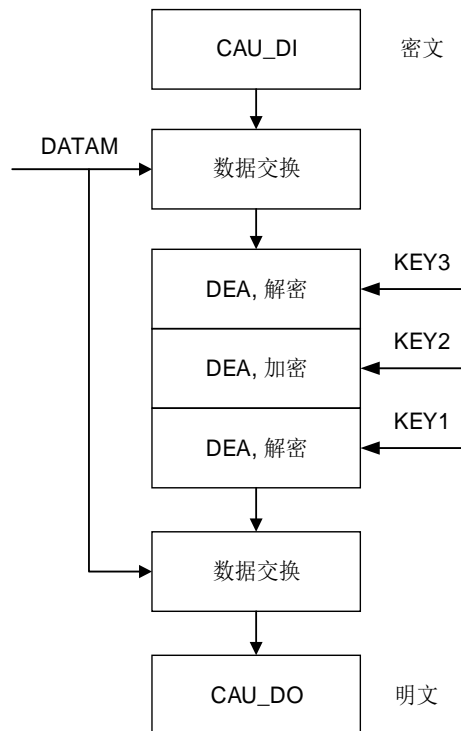 CAU_DI
密文
DATAM
数据交换
KEY3
DEA, 解密
KEY2
DEA, 加密
KEY1
DEA, 解密
数据交换
CAU_DO
明文